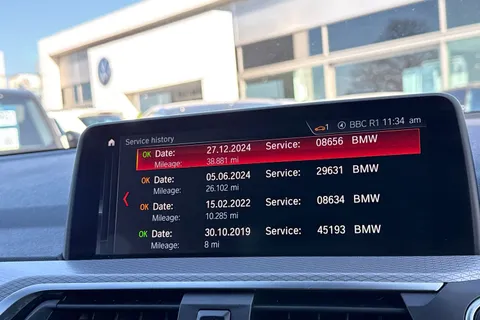 1 BBC R1 11:34 am
Service history
OK Date: 27.12.2024 Service: 08656 BMW
Mileage: 38.881 mi
OK Date: 05.06.2024 Service: 29631 BMW
Mileage: 26.102 mi
OK Date: 15.02.2022 Service: 08634 BMW
Mileage: 10.285 mi
OK Date: 30.10.2019 Service: 45193 BMW
Mileage: 8 mi